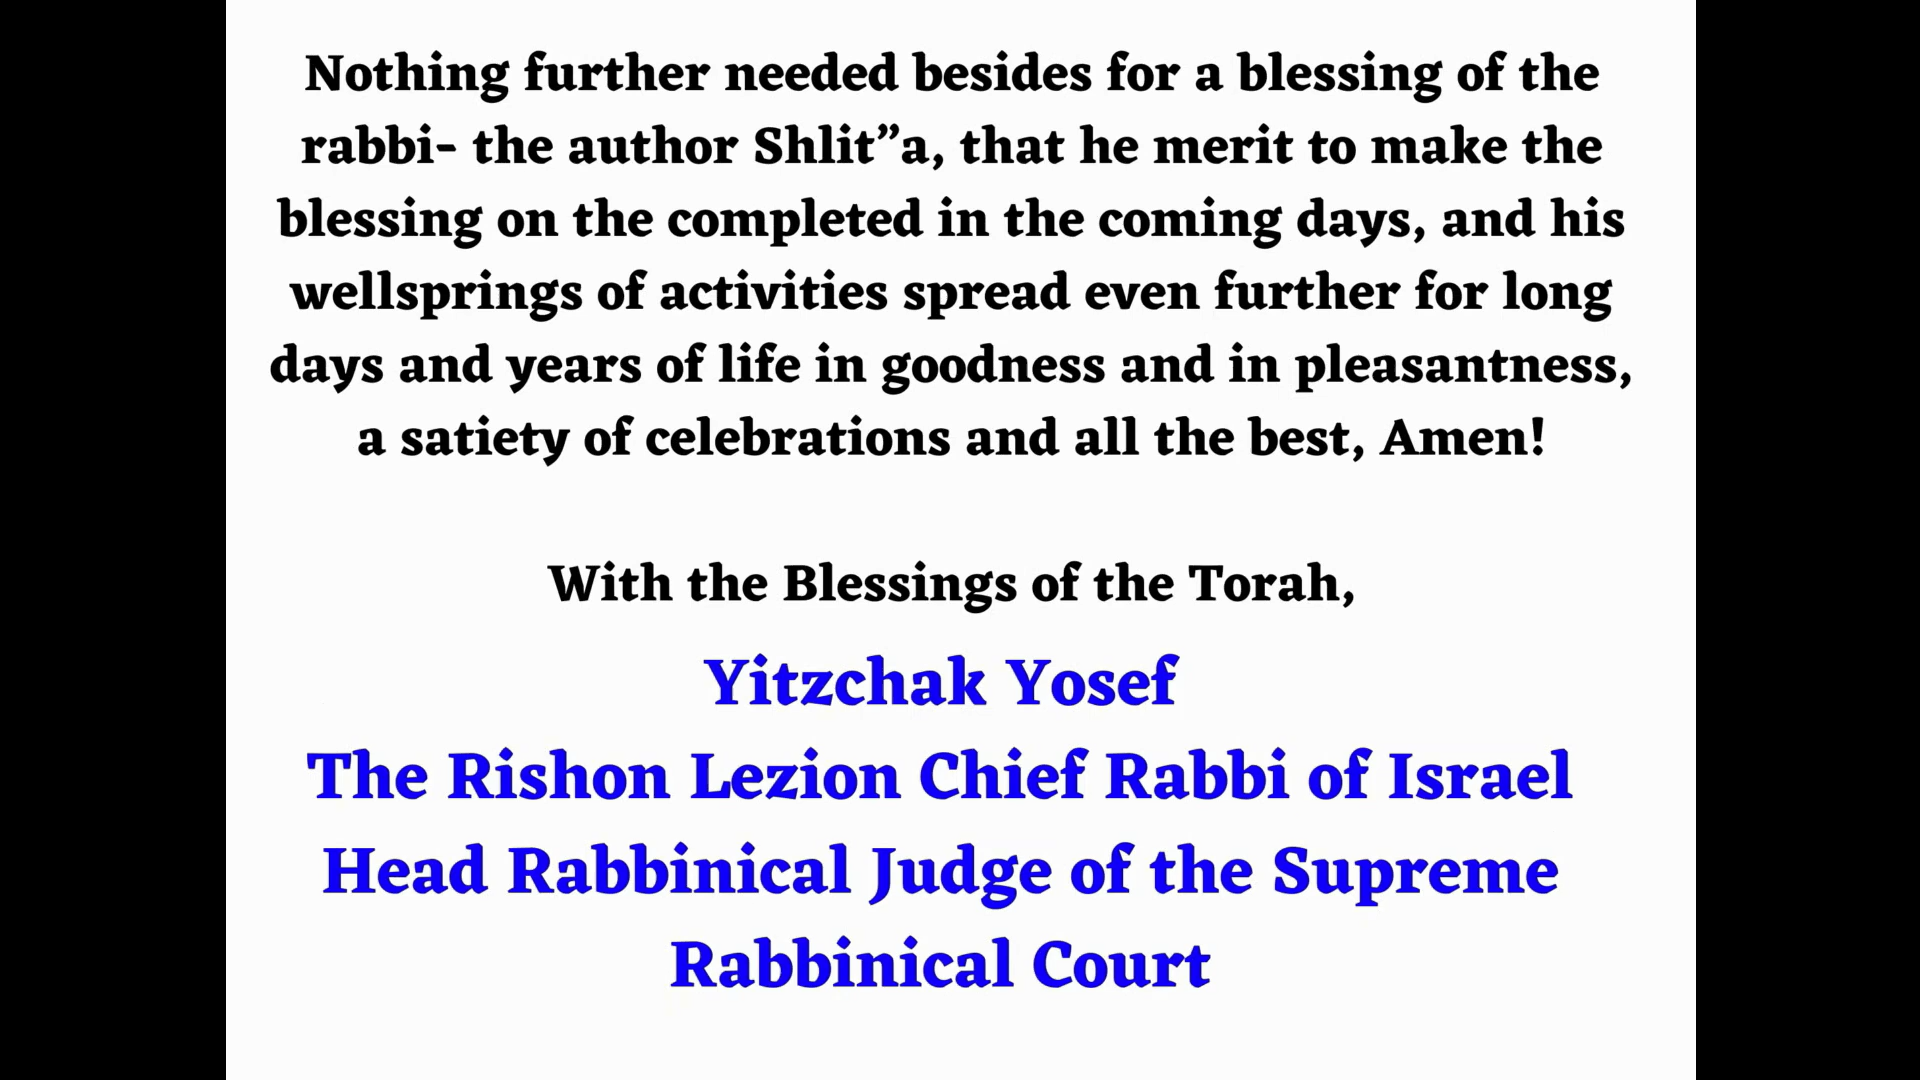 Nothing further needed besides for a blessing of the
rabbi- the author Shlit”a, that he merit to make the
blessing on the completed in the coming days, and his
wellsprings of activities spread even further for long
days and years of life in goodness and in pleasantness,
a satiety of celebrations and all the best, Amen!
With the Blessings of the Torah,
Yitzchak Yosef
The Rishon Lezion Chief Rabbi of Israel
Head Rabbinical Judge of the Supreme
Rabbinical Court